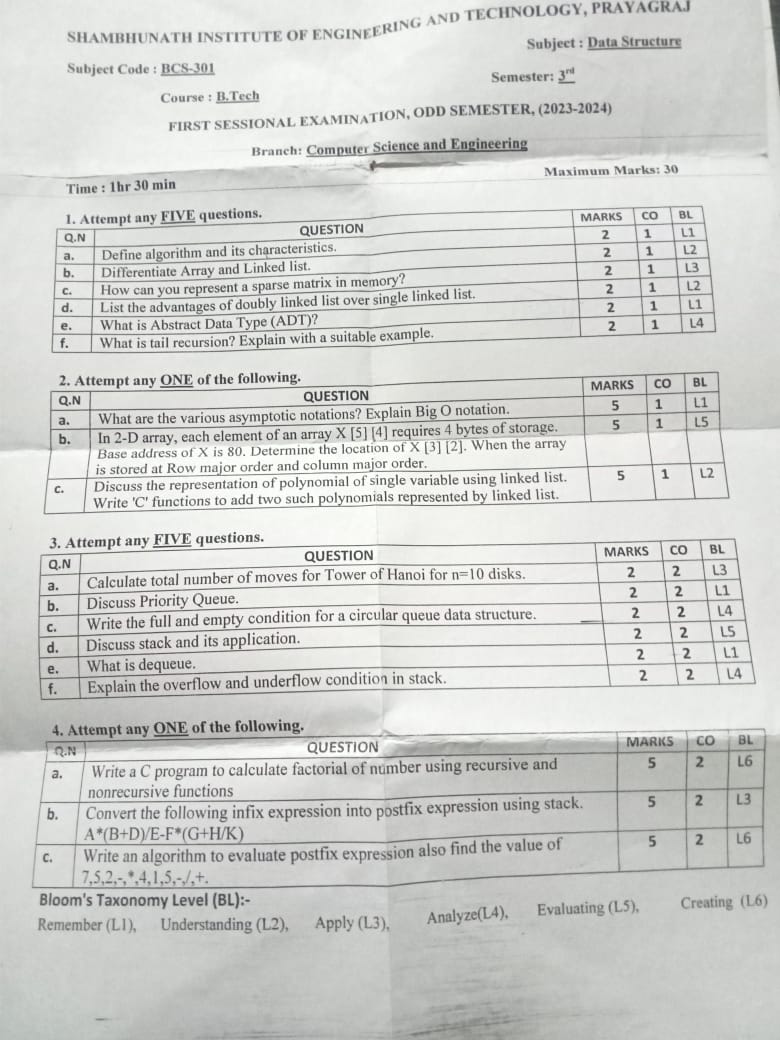 SHAMBHUNATH INSTITUTE OF ENGINEERING AND TECHNOLOGY, PRAYAGRAJ
Subject Code : BCS-301 Subject : Data Structure
Course : B.Tech Semester: 3rd
FIRST SESSIONAL EXAMINATION, ODD SEMESTER, (2023-2024)
Branch: Computer Science and Engineering
Time : 1hr 30 min Maximum Marks: 30
1. Attempt any FIVE questions.
Q.N QUESTION MARKS CO BL
a. Define algorithm and its characteristics. 2 1 L1
b. Differentiate Array and Linked list. 2 1 L2
c. How can you represent a sparse matrix in memory? 2 1 L3
d. List the advantages of doubly linked list over single linked list. 2 1 L2
e. What is Abstract Data Type (ADT)? 2 1 L1
f. What is tail recursion? Explain with a suitable example. 2 1 L4
2. Attempt any ONE of the following.
Q.N QUESTION MARKS CO BL
a. What are the various asymptotic notations? Explain Big O notation. 5 1 L1
b. In 2-D array, each element of an array X [5] [4] requires 4 bytes of storage. 5 1 L5
Base address of X is 80. Determine the location of X [3] [2]. When the array
is stored at Row major order and column major order.
c. Discuss the representation of polynomial of single variable using linked list. 5 1 L2
Write 'C' functions to add two such polynomials represented by linked list.
3. Attempt any FIVE questions.
Q.N QUESTION MARKS CO BL
a. Calculate total number of moves for Tower of Hanoi for n=10 disks. 2 2 L3
b. Discuss Priority Queue. 2 2 L1
c. Write the full and empty condition for a circular queue data structure. 2 2 L4
d. Discuss stack and its application. 2 2 L5
e. What is dequeue. 2 2 L1
f. Explain the overflow and underflow condition in stack. 2 2 L4
4. Attempt any ONE of the following.
Q.N QUESTION MARKS CO BL
a. Write a C program to calculate factorial of number using recursive and 5 2 L6
nonrecursive functions
b. Convert the following infix expression into postfix expression using stack. 5 2 L3
A*(B+D)/E-F*(G+H/K)
c. Write an algorithm to evaluate postfix expression also find the value of 5 2 L6
7,5,2,-,*,4,1,5,-,/,+.
Bloom's Taxonomy Level (BL):-
Remember (L1), Understanding (L2), Apply (L3), Analyze(L4), Evaluating (L5), Creating (L6)